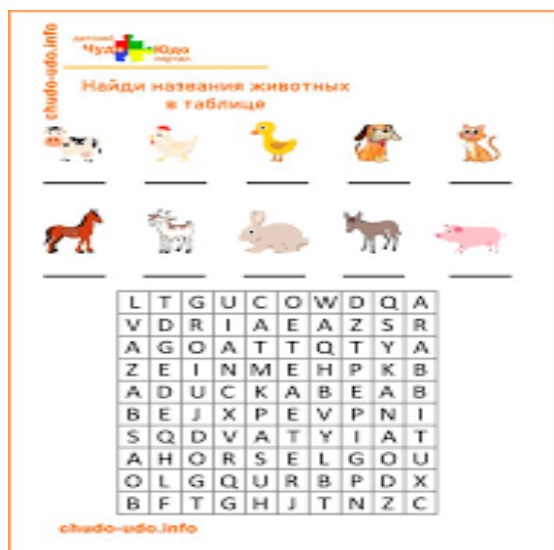 chudo-udo.info
детский
Чудо Юдо
портал
Найди названия животных
в таблице
L T G U C O W D Q A
V D R I A E A Z S R
A G O A T T Q T Y A
Z E I N M E H P K B
A D U C K A B E A B
B E J X P E V P N I
S Q D V A T Y I A T
A H O R S E L G O U
O L G Q U R B P D X
B F T G H J T N Z C
chudo-udo.info